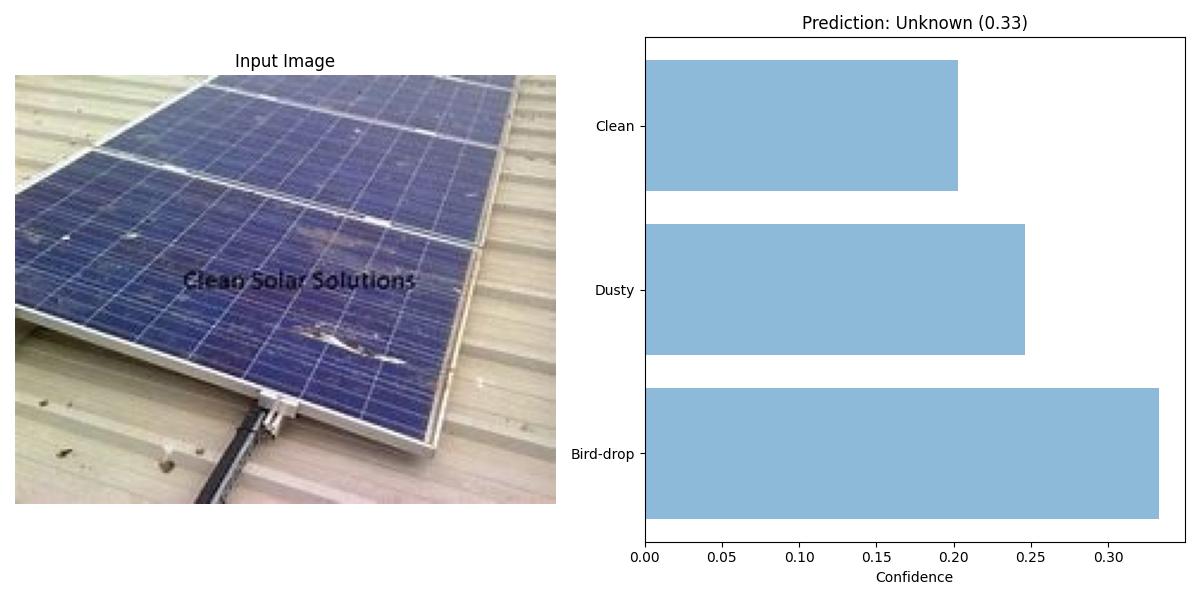 Input Image
Clean Solar Solutions
Prediction: Unknown (0.33)
Clean
Dusty
Bird-drop
0.00 0.05 0.10 0.15 0.20 0.25 0.30
Confidence